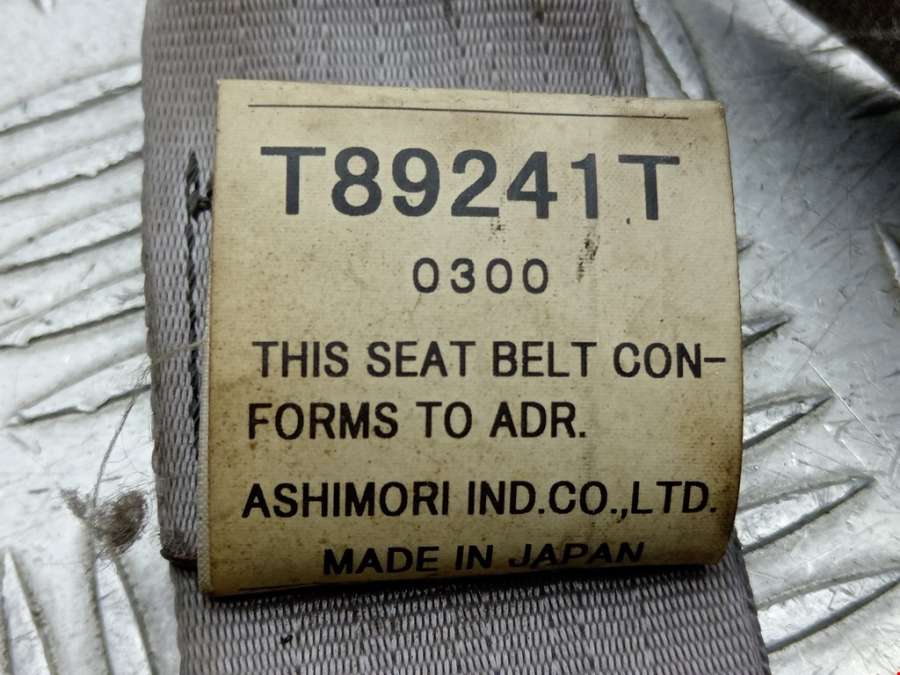 T89241T
0300
THIS SEAT BELT CON-
FORMS TO ADR.
ASHIMORI IND.CO.,LTD.
MADE IN JAPAN